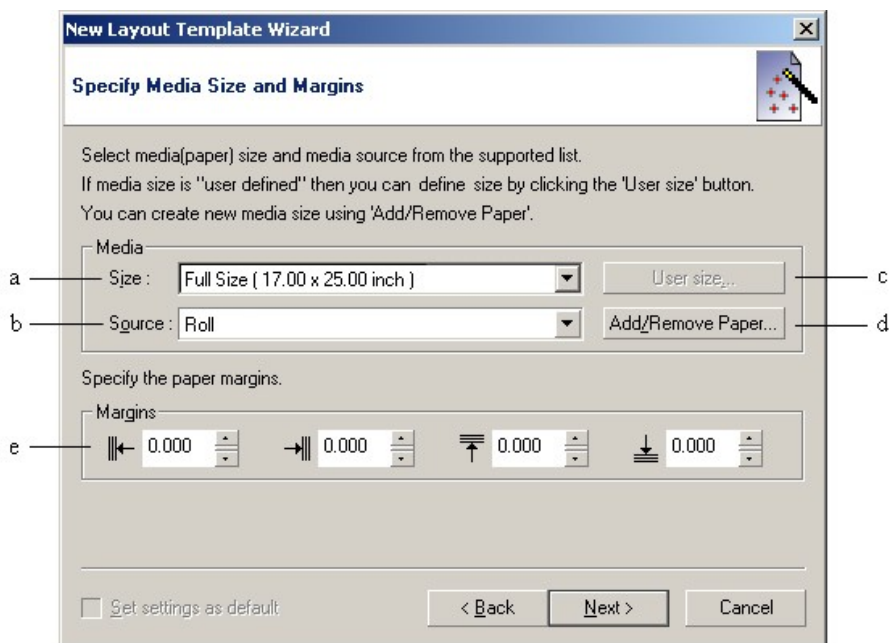 New Layout Template Wizard
Specify Media Size and Margins
Select media(paper) size and media source from the supported list.
If media size is "user defined" then you can define size by clicking the 'User size' button.
You can create new media size using 'Add/Remove Paper'.
Media
a Size : Full Size ( 17.00 x 25.00 inch ) User size... c
b Source : Roll Add/Remove Paper... d
Specify the paper margins.
Margins
e 0.000 0.000 0.000 0.000
Set settings as default < Back Next > Cancel